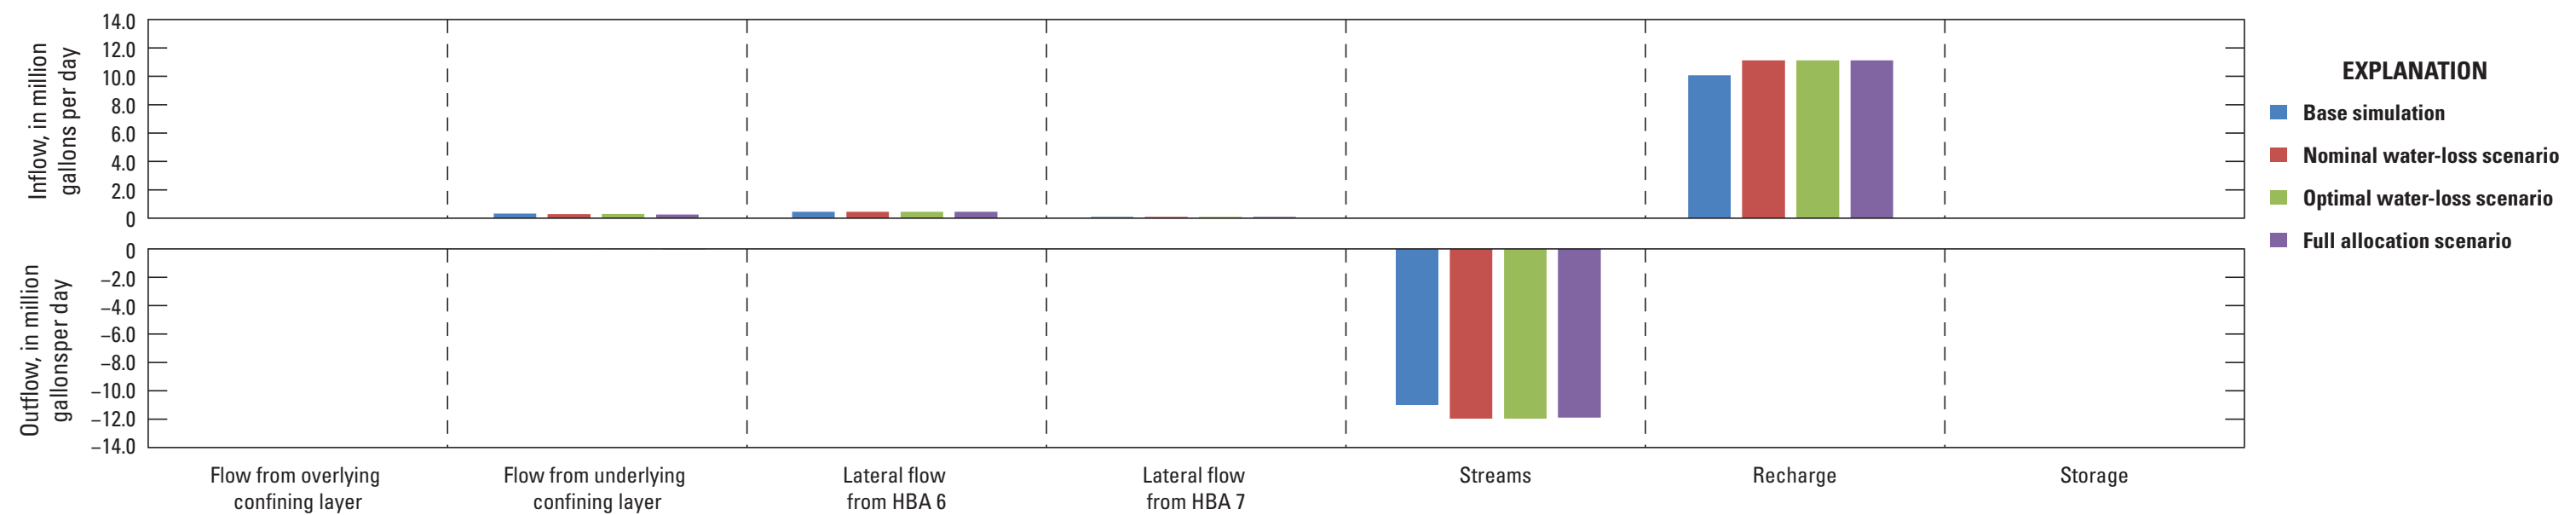 Inflow, in million
gallons per day
14.0
12.0
10.0
8.0
6.0
4.0
2.0
0
Outflow, in million
gallonsper day
0
−2.0
−4.0
−6.0
−8.0
−10.0
−12.0
−14.0
Flow from overlying
confining layer
Flow from underlying
confining layer
Lateral flow
from HBA 6
Lateral flow
from HBA 7
Streams
Recharge
Storage
EXPLANATION
Base simulation
Nominal water-loss scenario
Optimal water-loss scenario
Full allocation scenario